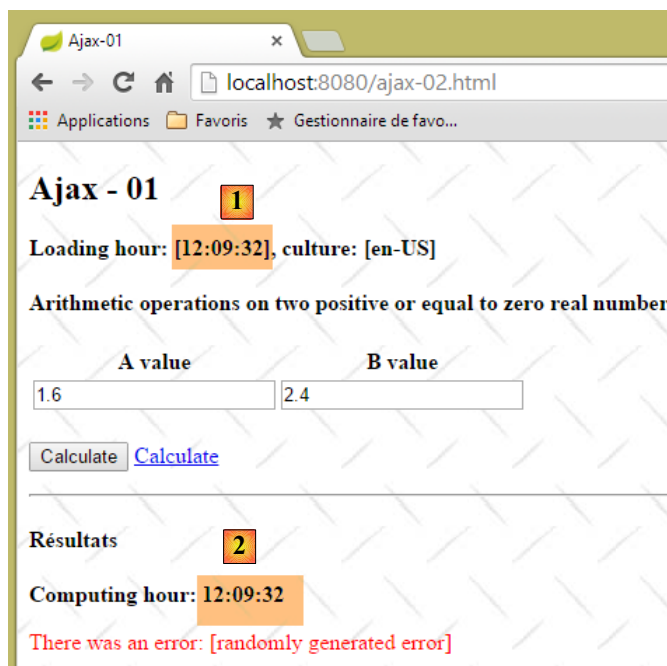 Ajax-01
localhost:8080/ajax-02.html
Applications Favoris Gestionnaire de favo...
Ajax - 01
1
Loading hour: [12:09:32], culture: [en-US]
Arithmetic operations on two positive or equal to zero real number
A value B value
1.6 2.4
Calculate Calculate
Résultats
2
Computing hour: 12:09:32
There was an error: [randomly generated error]